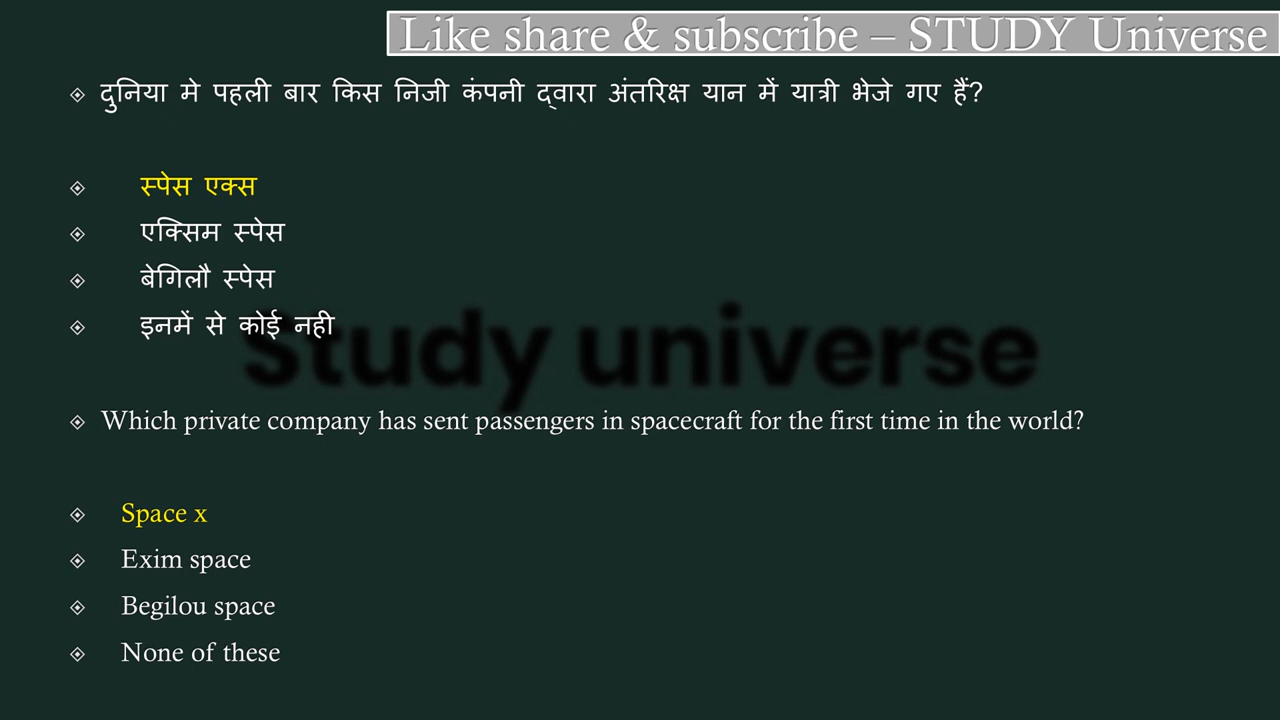 Like share & subscribe – STUDY Universe
दुनिया मे पहली बार किस निजी कंपनी द्वारा अंतरिक्ष यान में यात्री भेजे गए हैं?
स्पेस एक्स
एक्सिम स्पेस
बेगिलौ स्पेस
इनमें से कोई नही
Study universe
Which private company has sent passengers in spacecraft for the first time in the world?
Space x
Exim space
Begilou space
None of these